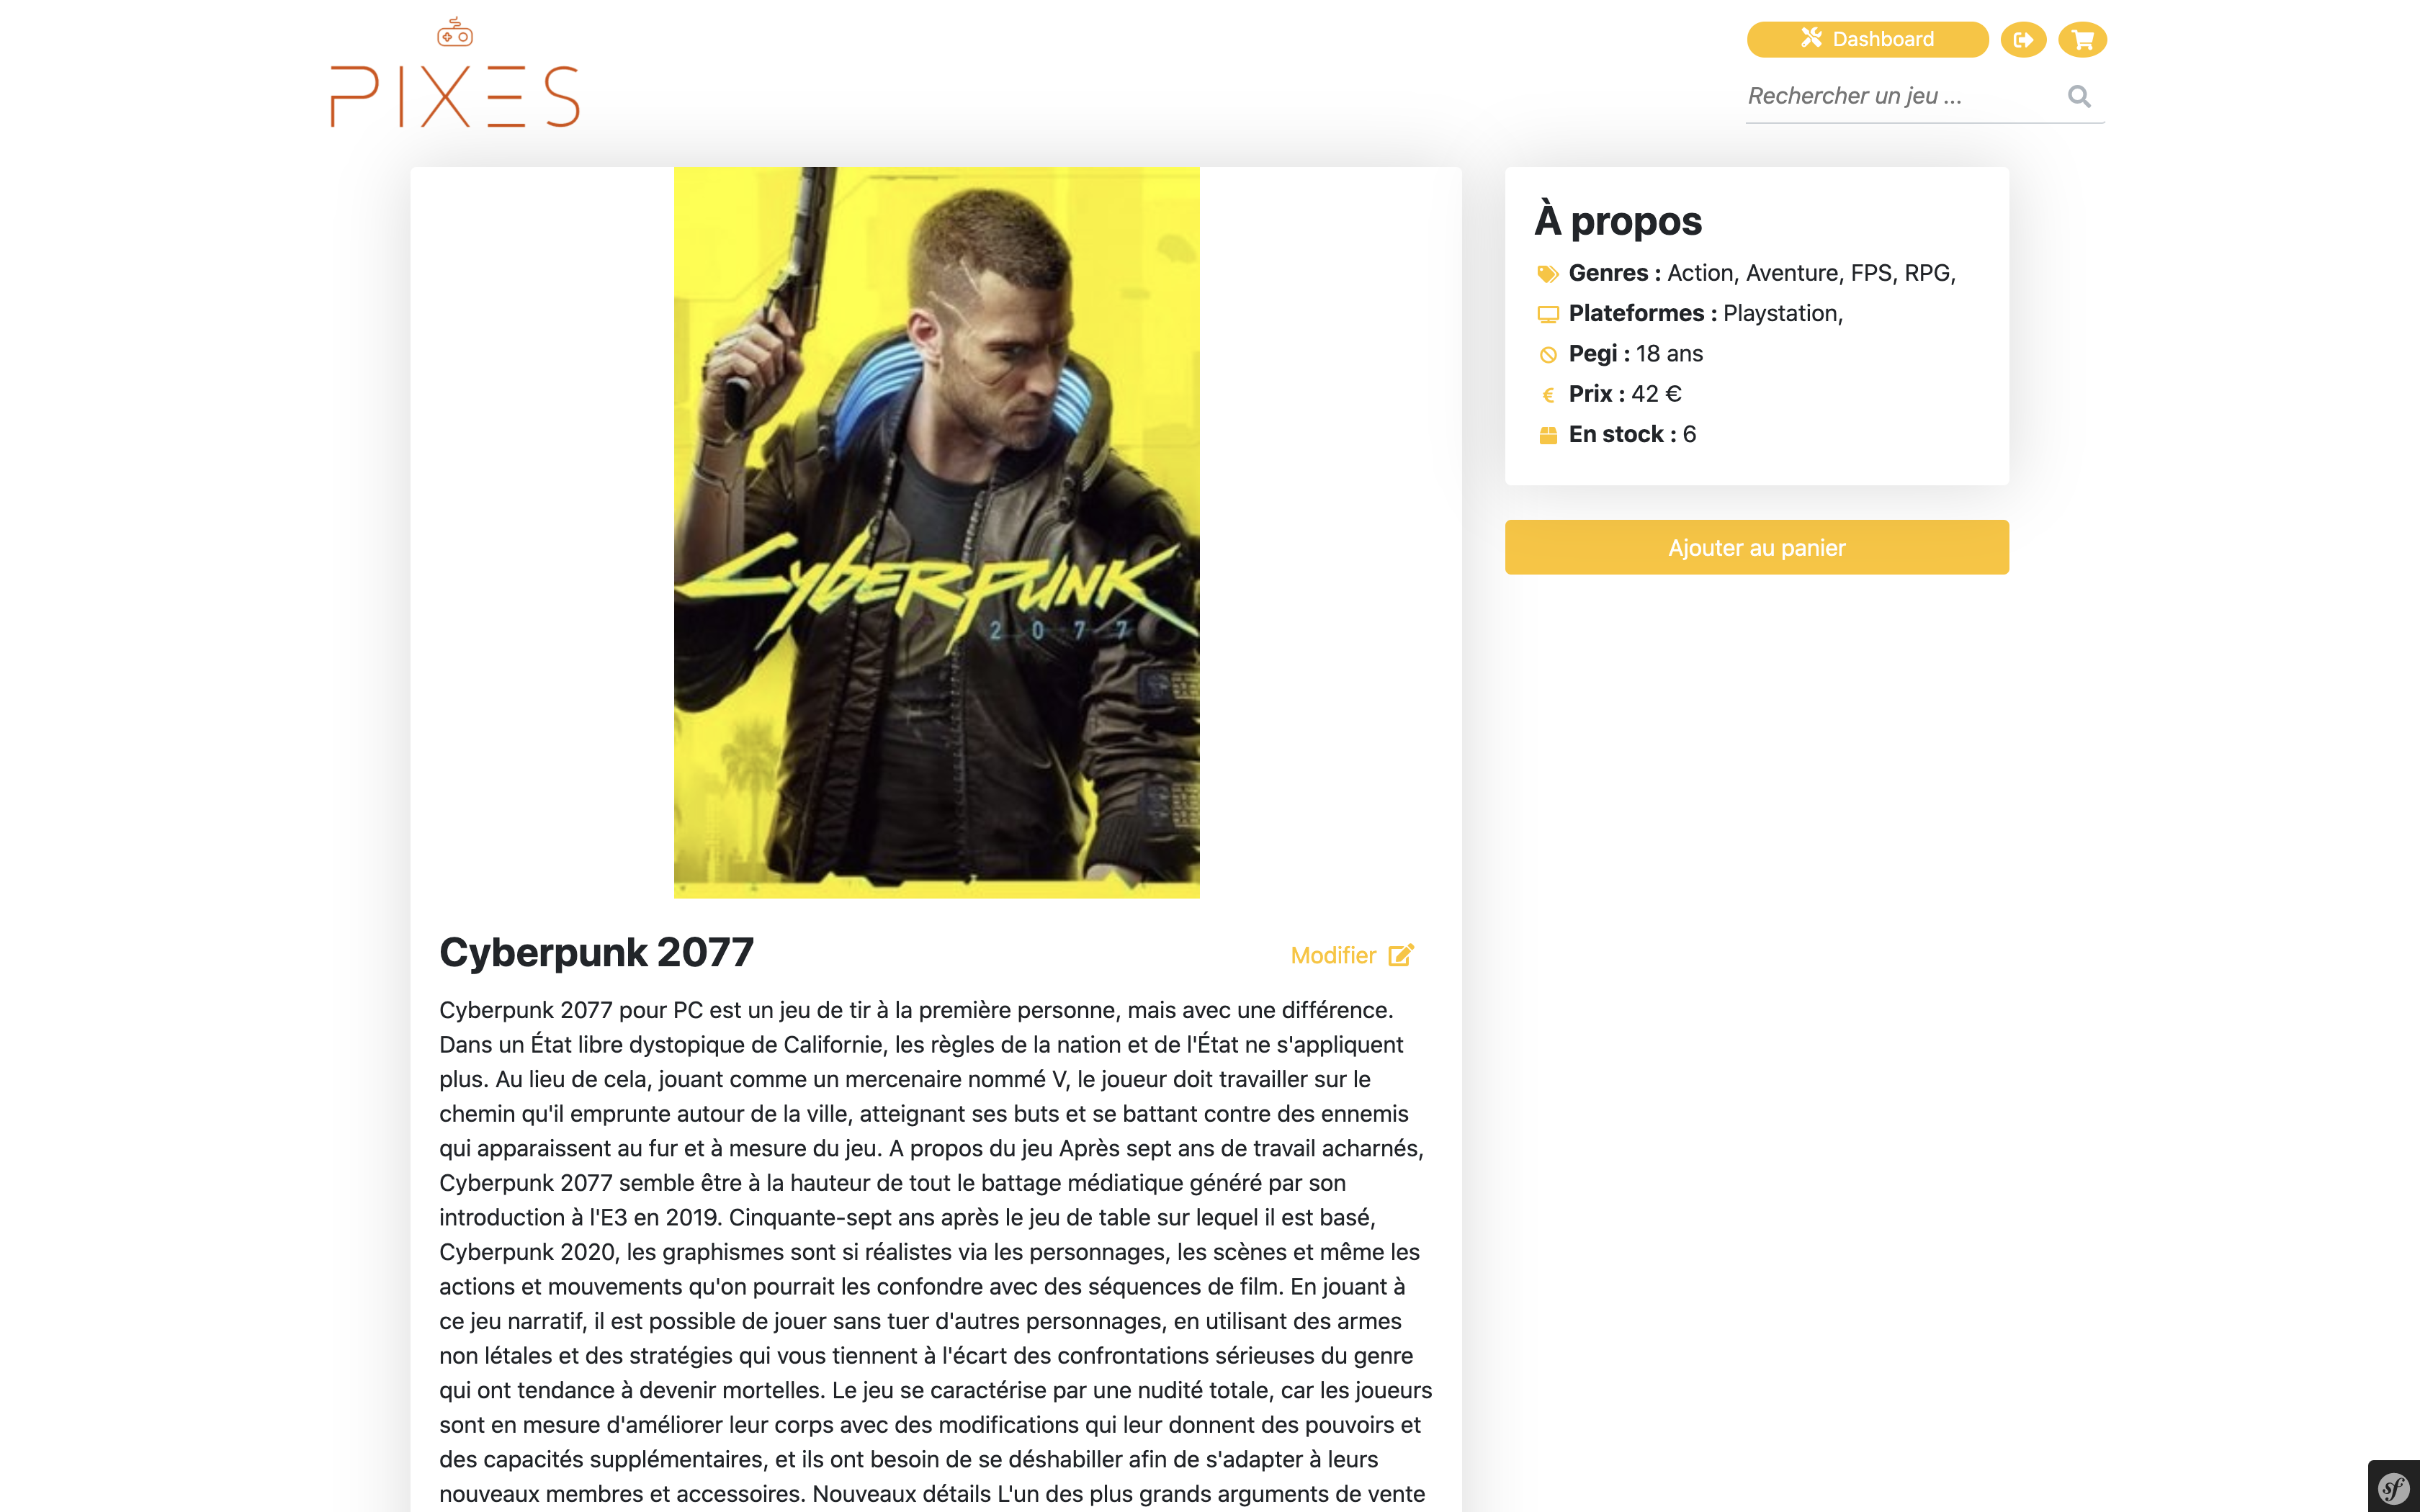 PIXES
Dashboard
Rechercher un jeu ...
CYBERPUNK
2077
À propos
Genres : Action, Aventure, FPS, RPG,
Plateformes : Playstation,
Pegi : 18 ans
€ Prix : 42 €
En stock : 6
Ajouter au panier
Cyberpunk 2077
Modifier
Cyberpunk 2077 pour PC est un jeu de tir à la première personne, mais avec une différence.
Dans un État libre dystopique de Californie, les règles de la nation et de l'État ne s'appliquent
plus. Au lieu de cela, jouant comme un mercenaire nommé V, le joueur doit travailler sur le
chemin qu'il emprunte autour de la ville, atteignant ses buts et se battant contre des ennemis
qui apparaissent au fur et à mesure du jeu. A propos du jeu Après sept ans de travail acharnés,
Cyberpunk 2077 semble être à la hauteur de tout le battage médiatique généré par son
introduction à l'E3 en 2019. Cinquante-sept ans après le jeu de table sur lequel il est basé,
Cyberpunk 2020, les graphismes sont si réalistes via les personnages, les scènes et même les
actions et mouvements qu'on pourrait les confondre avec des séquences de film. En jouant à
ce jeu narratif, il est possible de jouer sans tuer d'autres personnages, en utilisant des armes
non létales et des stratégies qui vous tiennent à l'écart des confrontations sérieuses du genre
qui ont tendance à devenir mortelles. Le jeu se caractérise par une nudité totale, car les joueurs
sont en mesure d'améliorer leur corps avec des modifications qui leur donnent des pouvoirs et
des capacités supplémentaires, et ils ont besoin de se déshabiller afin de s'adapter à leurs
nouveaux membres et accessoires. Nouveaux détails L'un des plus grands arguments de vente
sf